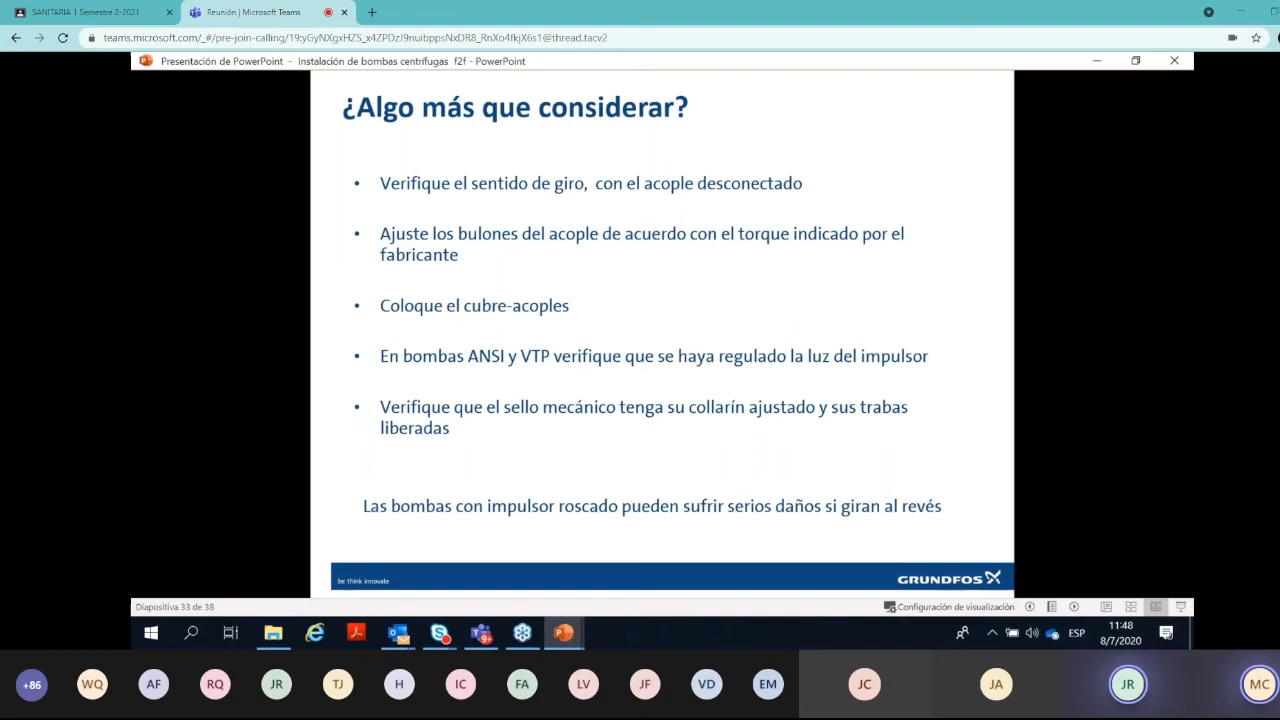 SANITARIA 1 Semestre 2-2021
Reunión | Microsoft Teams
teams.microsoft.com/_#/pre-join-calling/19:yGyNXgxHZS_x4ZPDzJ9nuibppsNxDR8_RnXo4fkjX6s1@thread.tacv2
Presentación de PowerPoint - Instalación de bombas centrífugas f2f - PowerPoint
¿Algo más que considerar?
• Verifique el sentido de giro, con el acople desconectado
• Ajuste los bulones del acople de acuerdo con el torque indicado por el
fabricante
• Coloque el cubre-acoples
• En bombas ANSI y VTP verifique que se haya regulado la luz del impulsor
• Verifique que el sello mecánico tenga su collarín ajustado y sus trabas
liberadas
Las bombas con impulsor roscado pueden sufrir serios daños si giran al revés
be think innovate
GRUNDFOS
Diapositiva 33 de 38
Configuración de visualización
9+
ESP
11:48
8/7/2020
+86 WQ AF RQ JR TJ H IC FA LV JF VD EM JC JA JR MC